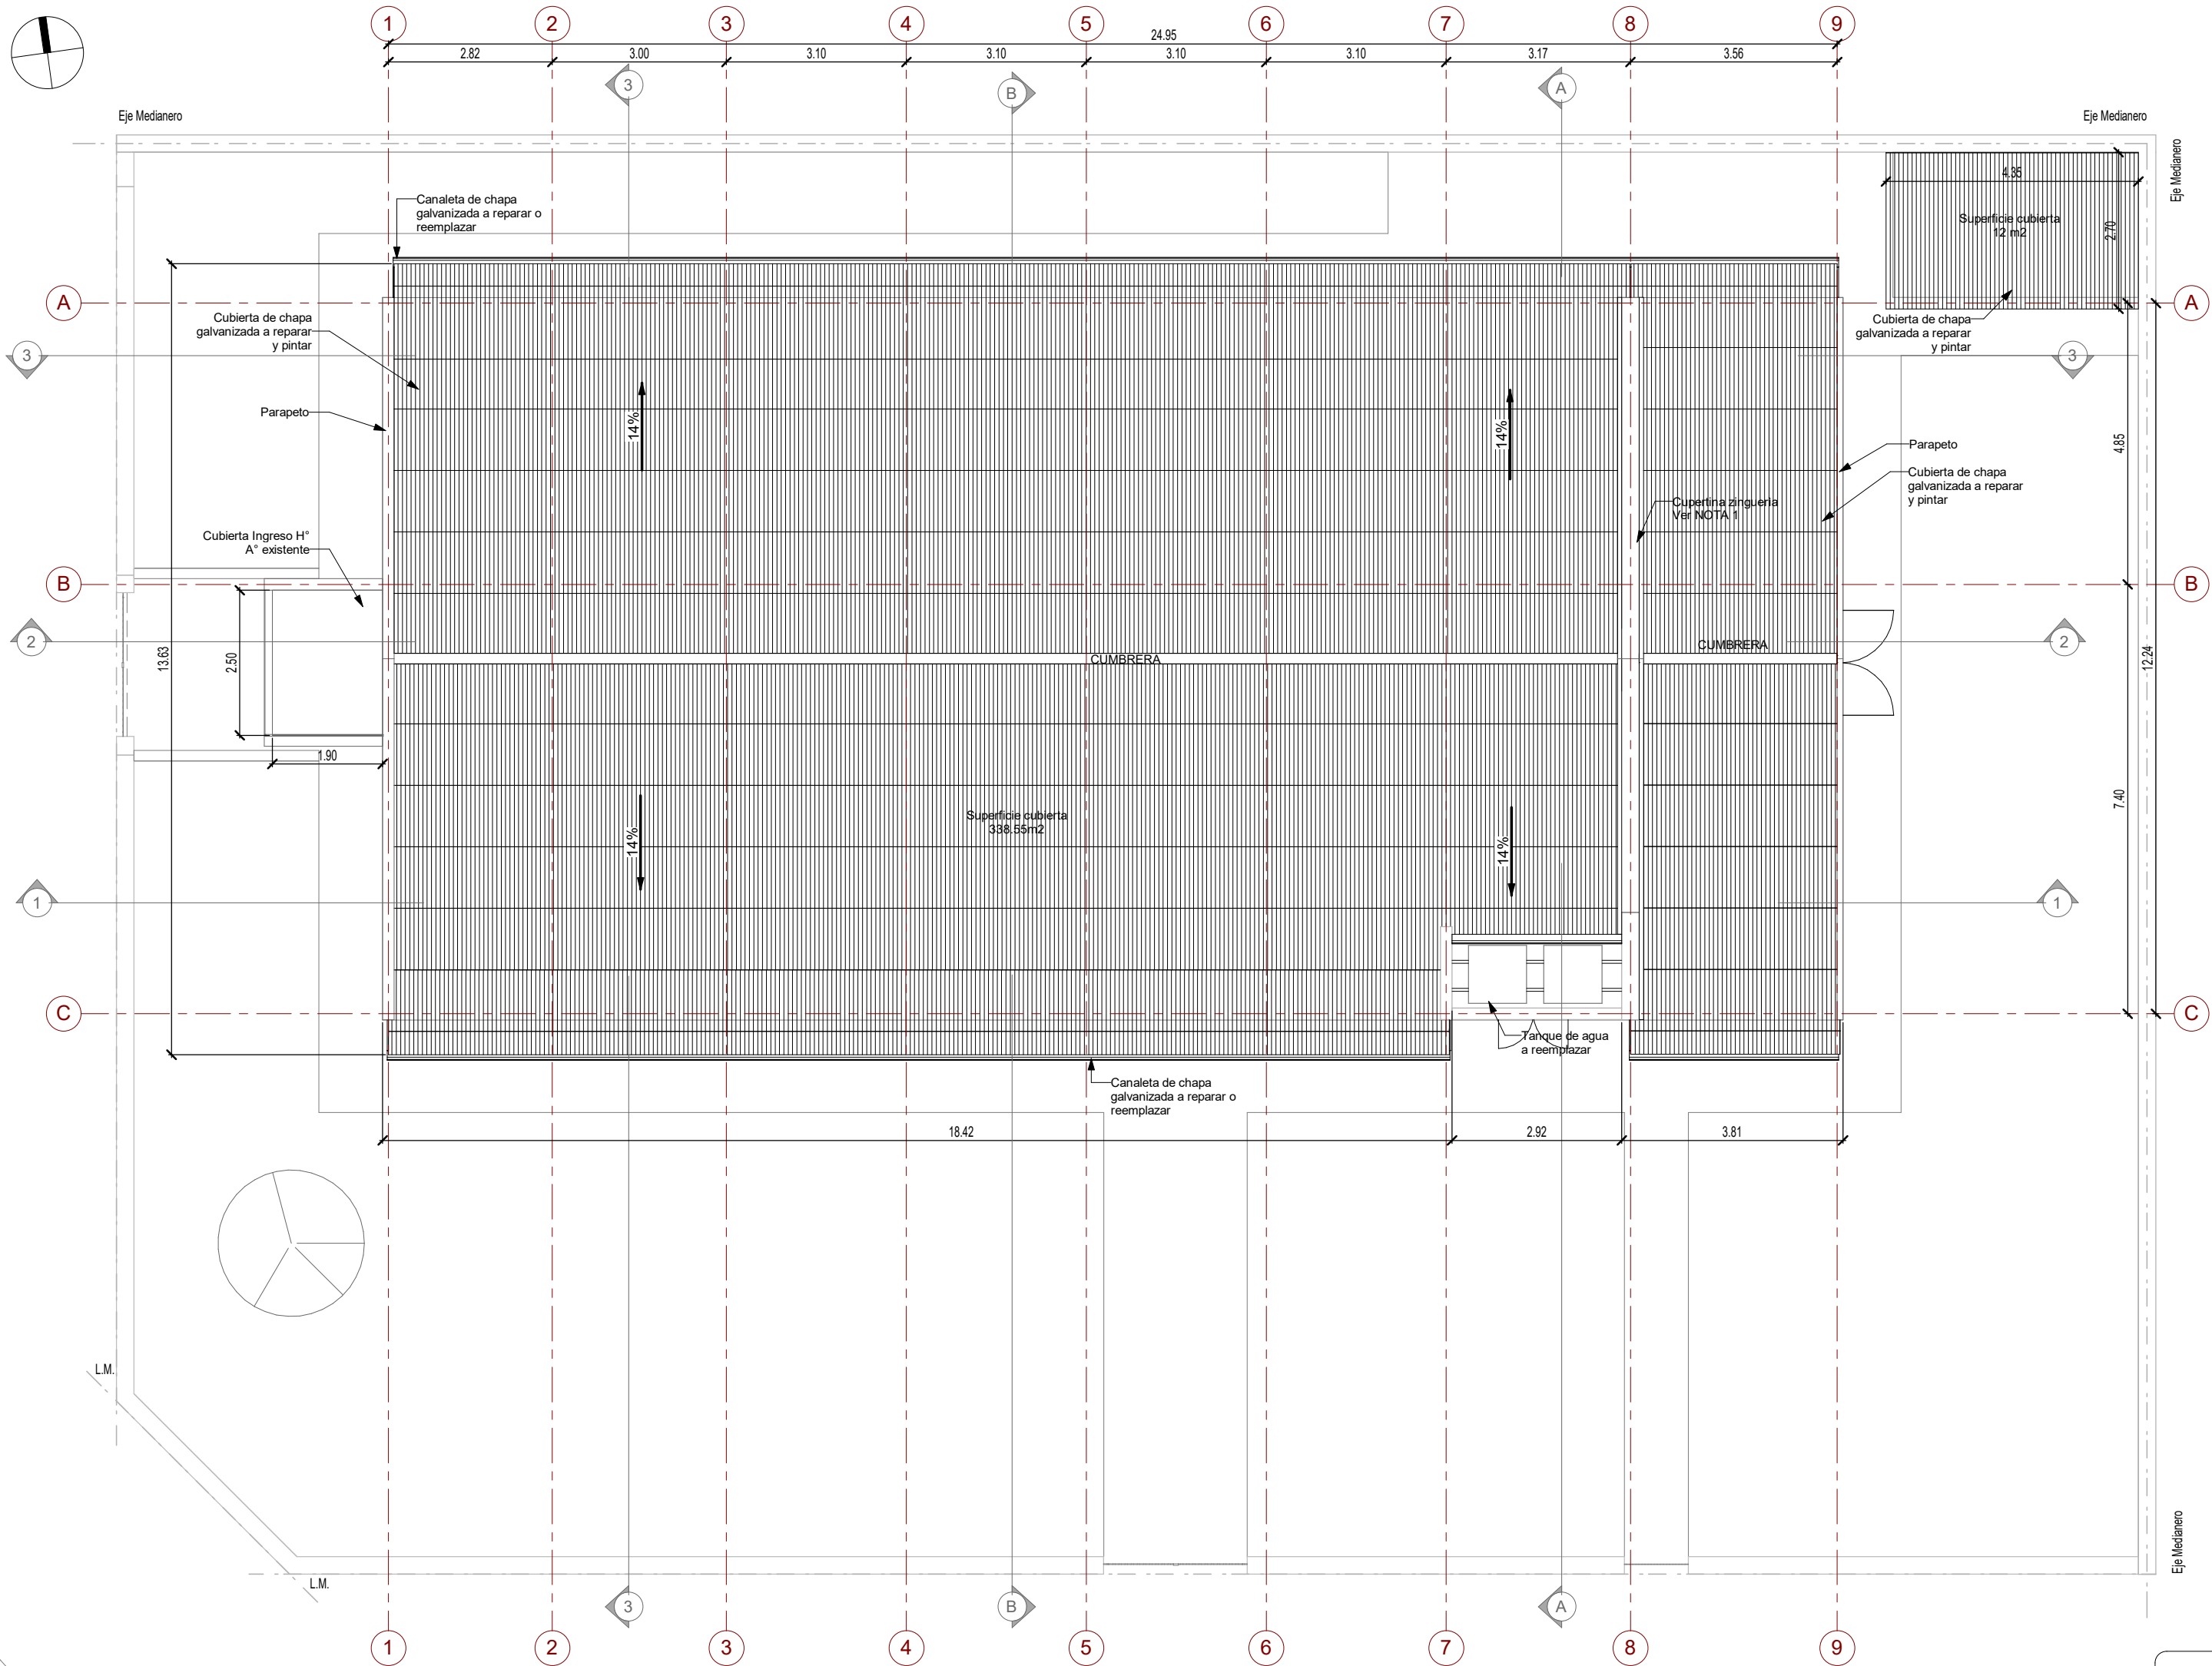 1 2 3 4 5 6 7 8 9
24.95
2.82 3.00 3.10 3.10 3.10 3.10 3.17 3.56
3 B A
Eje Medianero
Eje Medianero
Eje Medianero
4.35
Superficie cubierta
12 m2
2.70
Canaleta de chapa
galvanizada a reparar o
reemplazar
A A
Cubierta de chapa
galvanizada a reparar
y pintar
Cubierta de chapa
galvanizada a reparar
y pintar
3 3
Parapeto
14%
14%
Parapeto
4.85
Cubierta de chapa
galvanizada a reparar
y pintar
Cupertina zinguería
Ver NOTA 1
Cubierta Ingreso H°
A° existente
B B
2 2
13.63
2.50
CUMBRERA
CUMBRERA
12.24
1.90
7.40
Superficie cubierta
338.55m2
14%
14%
1 1
C C
Tanque de agua
a reemplazar
Canaleta de chapa
galvanizada a reparar o
reemplazar
18.42 2.92 3.81
L.M.
L.M.
Eje Medianero
3 B A
1 2 3 4 5 6 7 8 9